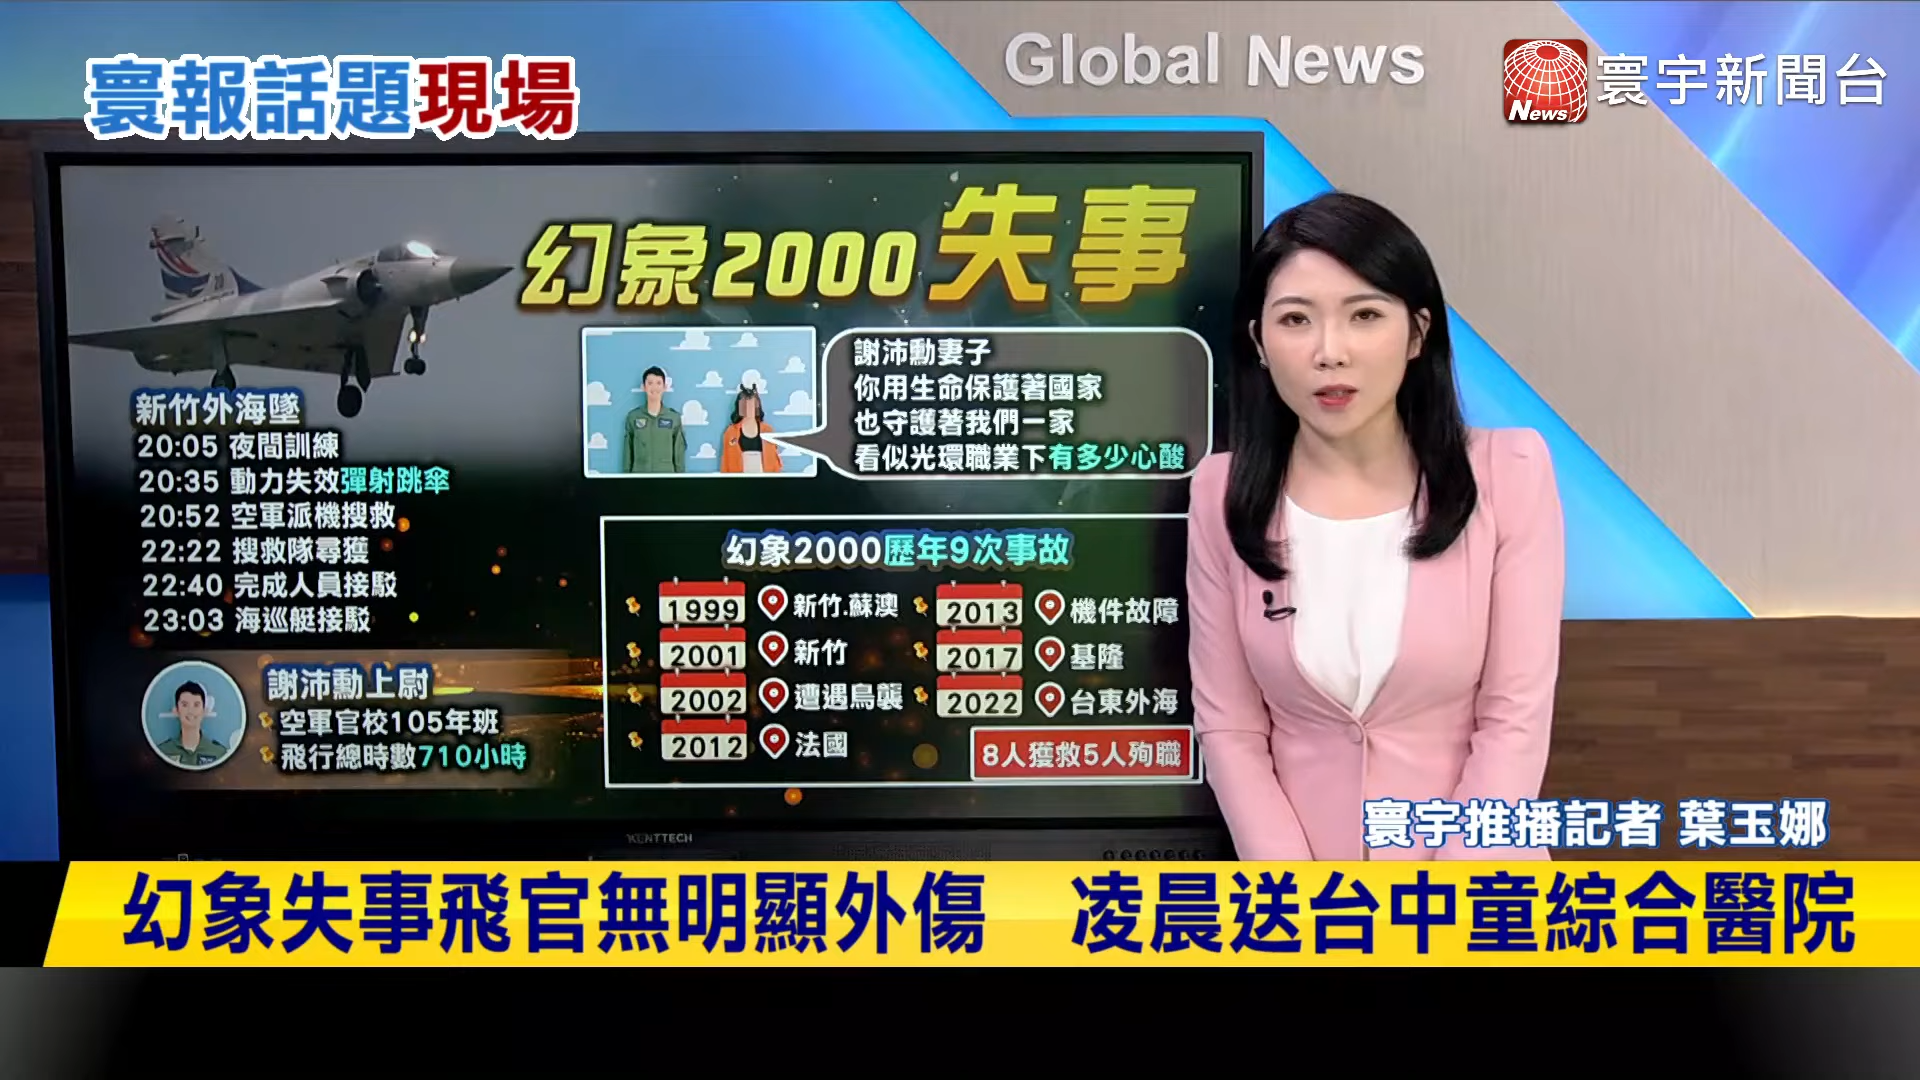 寰報話題現場
Global News
News
寰宇新聞台
幻象2000失事
謝沛勳妻子
你用生命保護著國家
也守護著我們一家
看似光環職業下有多少心酸
新竹外海墜
20:05 夜間訓練
20:35 動力失效彈射跳傘
20:52 空軍派機搜救
22:22 搜救隊尋獲
22:40 完成人員接駁
23:03 海巡艇接駁
謝沛勳上尉
空軍官校105年班
飛行總時數710小時
幻象2000歷年9次事故
1999 新竹.蘇澳
2001 新竹
2002 遭遇鳥襲
2012 法國
2013 機件故障
2017 基隆
2022 台東外海
8人獲救5人殉職
KENTTECH
寰宇推播記者 葉玉娜
幻象失事飛官無明顯外傷 凌晨送台中童綜合醫院